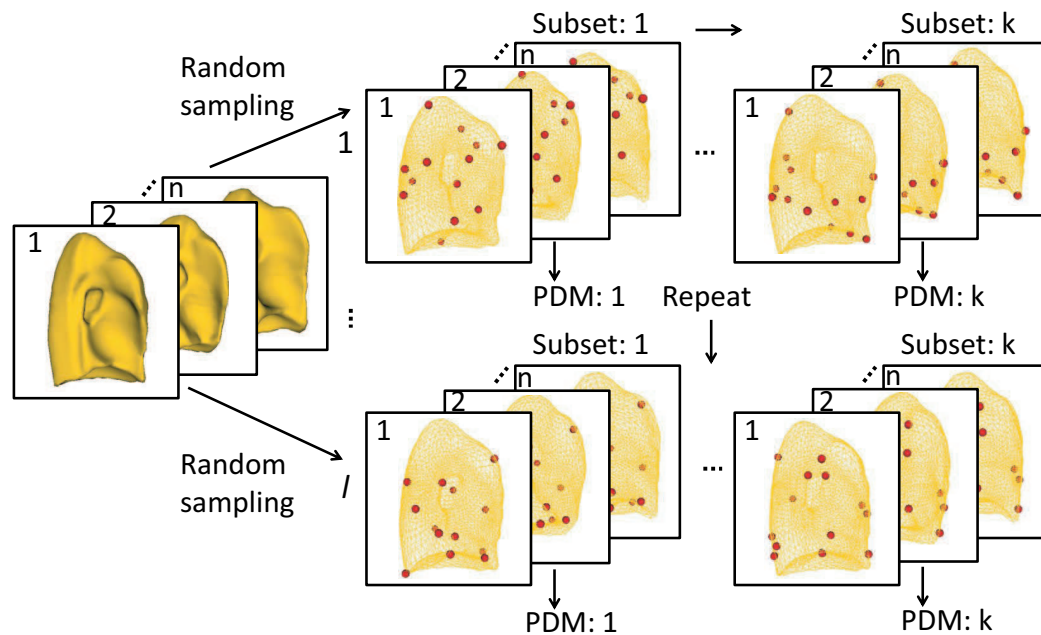 Subset: 1
Subset: k
Random
sampling
1
n
2
1
n
2
1
...
n
2
1
...
n
2
1
PDM: 1
Repeat
PDM: k
Subset: 1
Subset: k
Random
sampling
l
n
2
1
...
n
2
1
PDM: 1
PDM: k